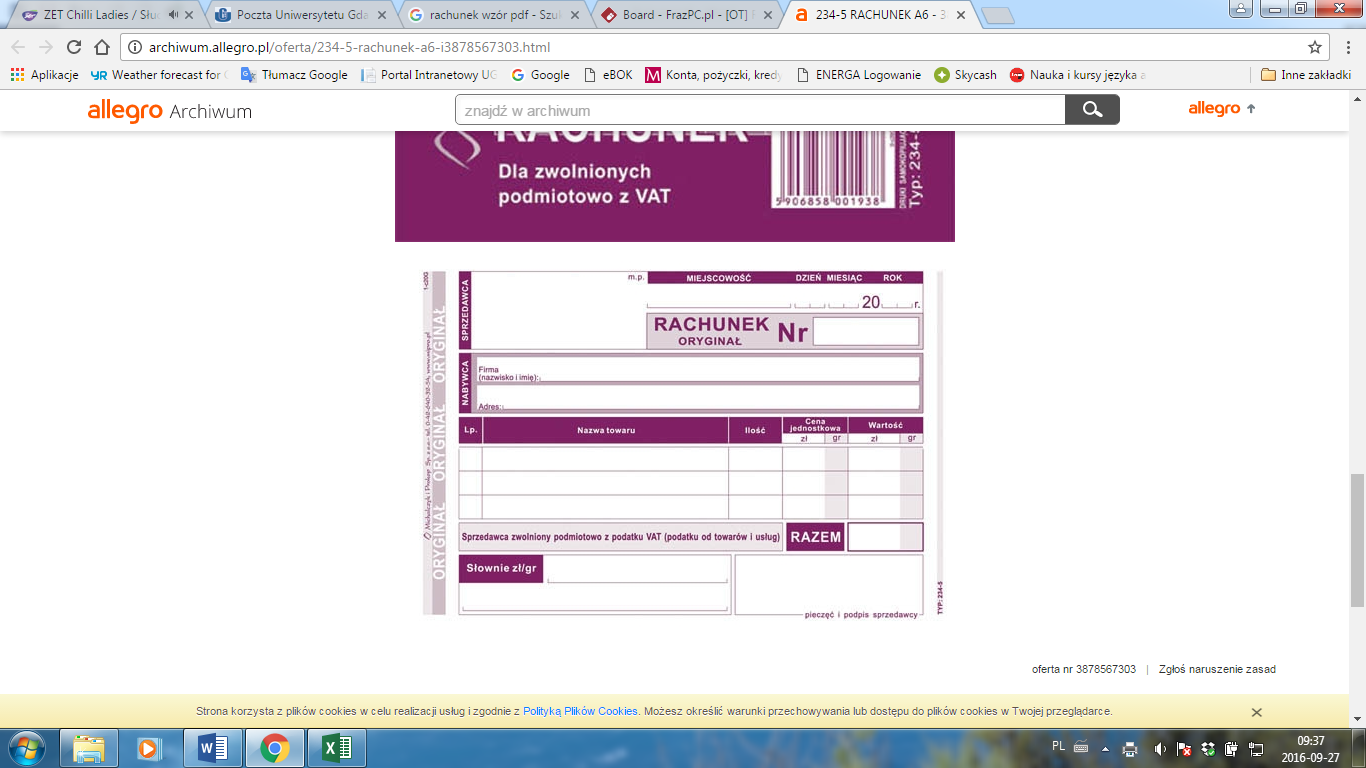 ZET Chilli Ladies / Słuc
Poczta Uniwersytetu Gda
rachunek wzór pdf - Szuk
Board - FrazPC.pl - [OT] R
234-5 RACHUNEK A6 - 3
archiwum.allegro.pl/oferta/234-5-rachunek-a6-i3878567303.html
Aplikacje
Weather forecast for
Tłumacz Google
Portal Intranetowy UG
Google
eBOK
Konta, pożyczki, kredy
ENERGA Logowanie
Skycash
Nauka i kursy języka a
Inne zakładki
allegro Archiwum
znajdź w archiwum
allegro
RACHUNEK
Dla zwolnionych
podmiotowo z VAT
5906858001938
DRUKI SAMOKOPIUJĄC
Typ: 234-5
m.p.
MIEJSCOWOŚĆ DZIEŃ MIESIĄC ROK
SPRZEDAWCA
20 r.
RACHUNEK
ORYGINAŁ
Nr
ORYGINAŁ ORYGINAŁ ORYGINAŁ
NABYWCA
Firma
(nazwisko i imię):
Adres:
Lp. Nazwa towaru Ilość Cena jednostkowa Wartość
zł gr zł gr
Sprzedawca zwolniony podmiotowo z podatku VAT (podatku od towarów i usług) RAZEM
Słownie zł/gr
pieczęć i podpis sprzedawcy
TYP: 234-5
oferta nr 3878567303 | Zgłoś naruszenie zasad
Strona korzysta z plików cookies w celu realizacji usług i zgodnie z Polityką Plików Cookies. Możesz określić warunki przechowywania lub dostępu do plików cookies w Twojej przeglądarce.
PL
09:37
2016-09-27